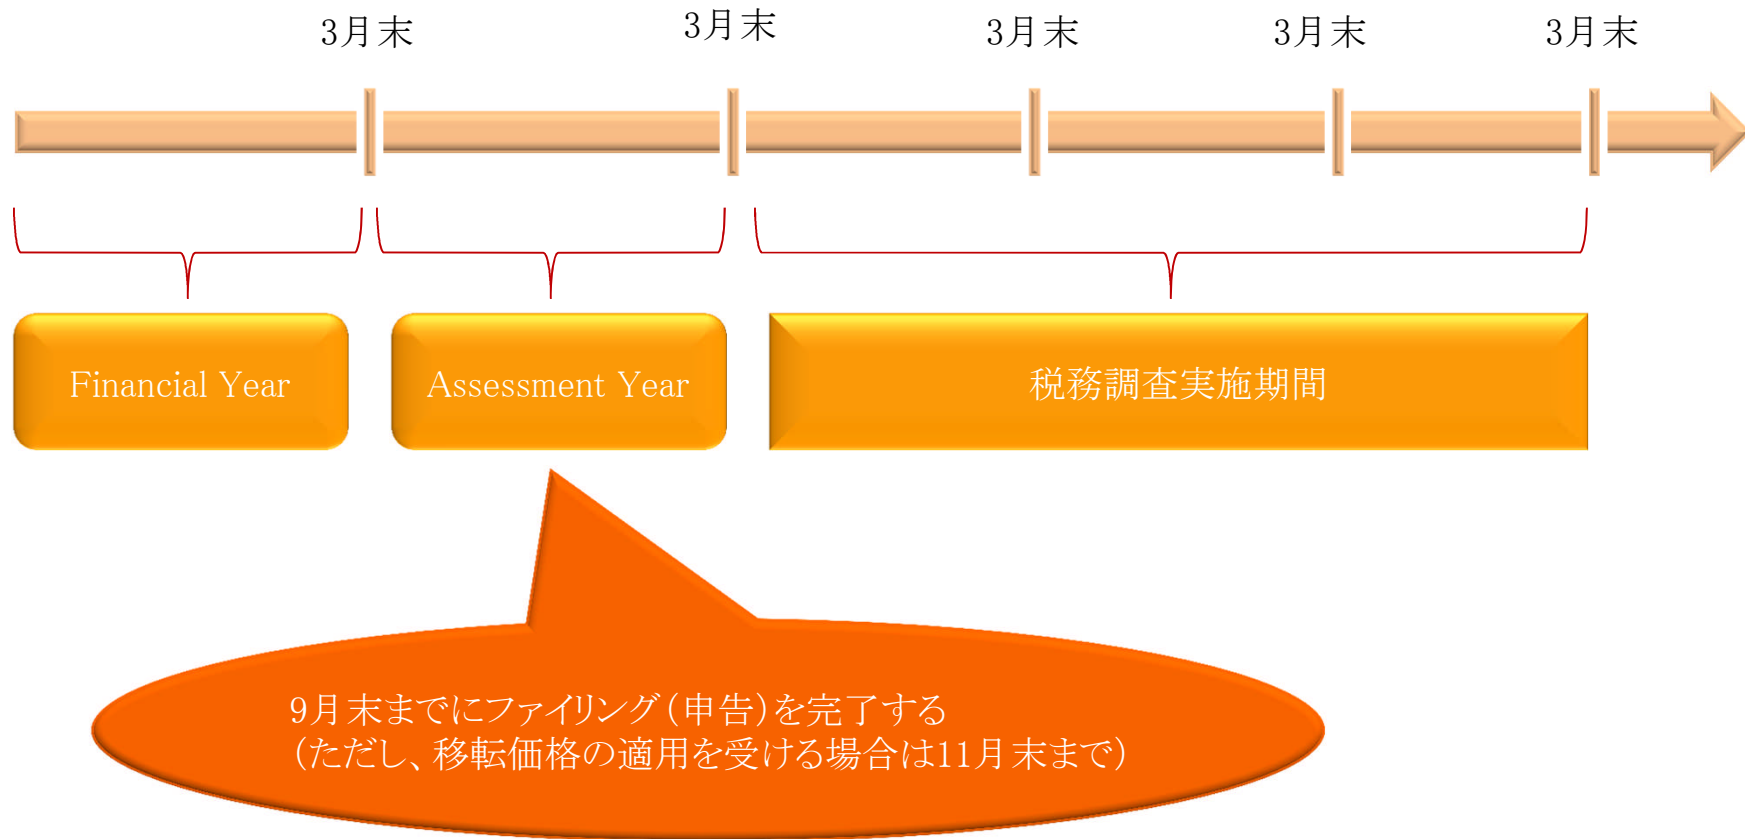 3月末
3月末
3月末
3月末
3月末
Financial Year
Assessment Year
税務調査実施期間
9月末までにファイリング(申告)を完了する
(ただし、移転価格の適用を受ける場合は11月末まで)